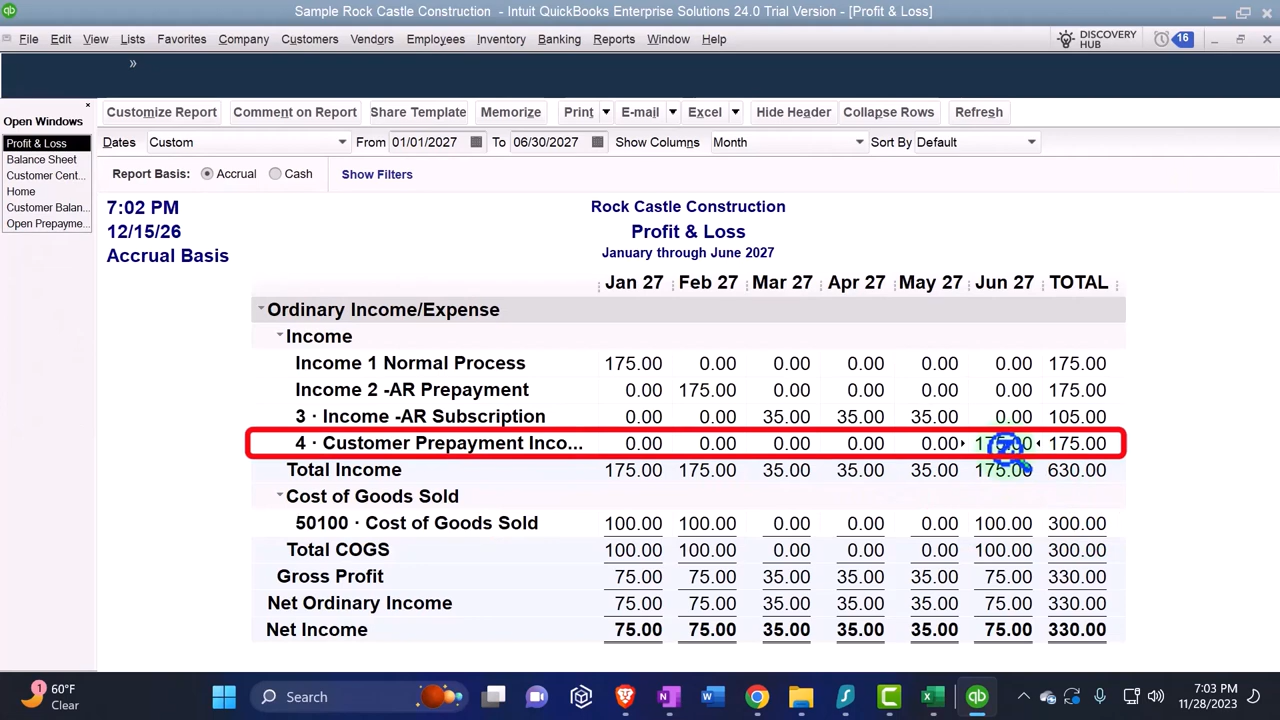 Sample Rock Castle Construction - Intuit QuickBooks Enterprise Solutions 24.0 Trial Version - [Profit & Loss]
File Edit View Lists Favorites Company Customers Vendors Employees Inventory Banking Reports Window Help DISCOVERY HUB 16
»
Open Windows
Profit & Loss
Balance Sheet
Customer Cent...
Home
Customer Balan...
Open Prepayme...
Customize Report Comment on Report Share Template Memorize Print E-mail Excel Hide Header Collapse Rows Refresh
Dates Custom From 01/01/2027 To 06/30/2027 Show Columns Month Sort By Default
Report Basis: Accrual Cash Show Filters
7:02 PM
12/15/26
Accrual Basis
Rock Castle Construction
Profit & Loss
January through June 2027
Jan 27 Feb 27 Mar 27 Apr 27 May 27 Jun 27 TOTAL
Ordinary Income/Expense
Income
Income 1 Normal Process 175.00 0.00 0.00 0.00 0.00 0.00 175.00
Income 2 -AR Prepayment 0.00 175.00 0.00 0.00 0.00 0.00 175.00
3 · Income -AR Subscription 0.00 0.00 35.00 35.00 35.00 0.00 105.00
4 · Customer Prepayment Inco... 0.00 0.00 0.00 0.00 0.00 175.00 175.00
Total Income 175.00 175.00 35.00 35.00 35.00 175.00 630.00
Cost of Goods Sold
50100 · Cost of Goods Sold 100.00 100.00 0.00 0.00 0.00 100.00 300.00
Total COGS 100.00 100.00 0.00 0.00 0.00 100.00 300.00
Gross Profit 75.00 75.00 35.00 35.00 35.00 75.00 330.00
Net Ordinary Income 75.00 75.00 35.00 35.00 35.00 75.00 330.00
Net Income 75.00 75.00 35.00 35.00 35.00 75.00 330.00
1
60°F
Clear
Search
7:03 PM
11/28/2023